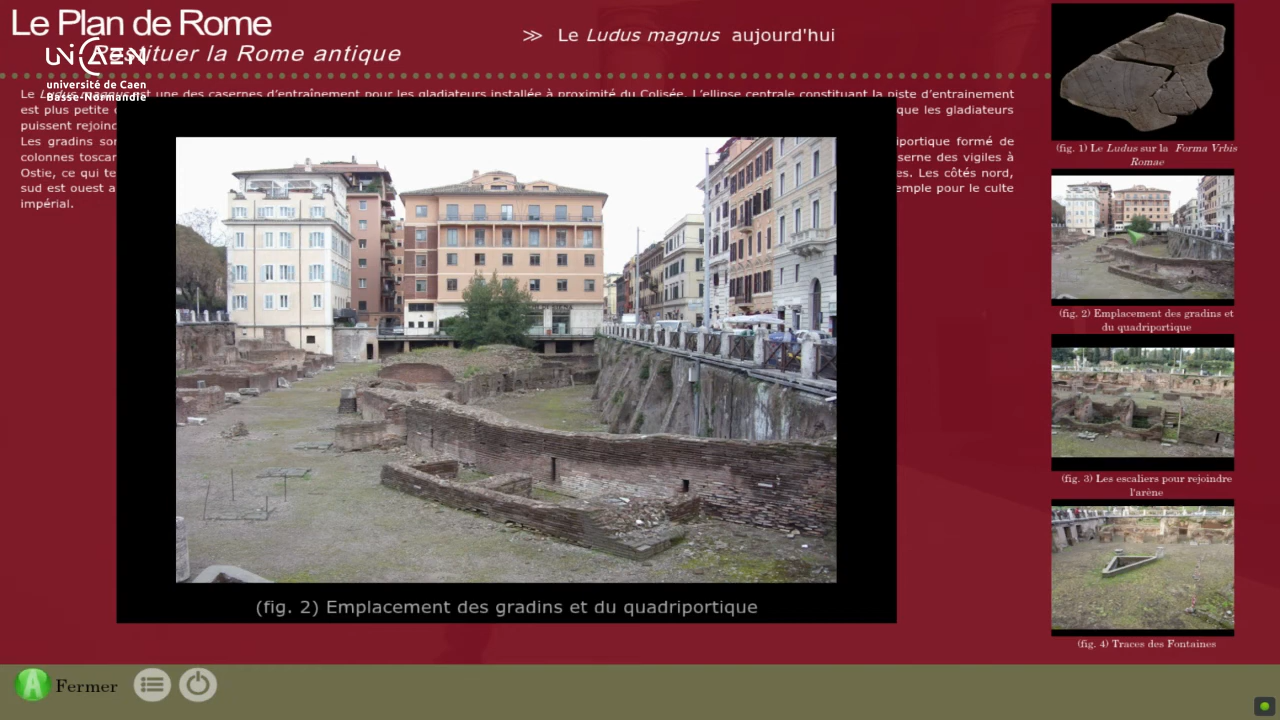 Le Plan de Rome
Restituer la Rome antique
UNICAEN
université de Caen
Basse-Normandie
≫ Le Ludus magnus aujourd'hui
Le Ludus magnus est une des casernes d'entraînement pour les gladiateurs installée à proximité du Colisée. L'ellipse centrale constituant la piste d'entrainement
est plus petite que les gladiateurs
puissent rejoind
Les gradins son iportique formé de
colonnes toscan serne des vigiles à
Ostie, ce qui te es. Les côtés nord,
sud est ouest a emple pour le culte
impérial.
(fig. 2) Emplacement des gradins et du quadriportique
(fig. 1) Le Ludus sur la Forma Vrbis
Romae
(fig. 2) Emplacement des gradins et
du quadriportique
(fig. 3) Les escaliers pour rejoindre
l'arène
(fig. 4) Traces des Fontaines
A Fermer